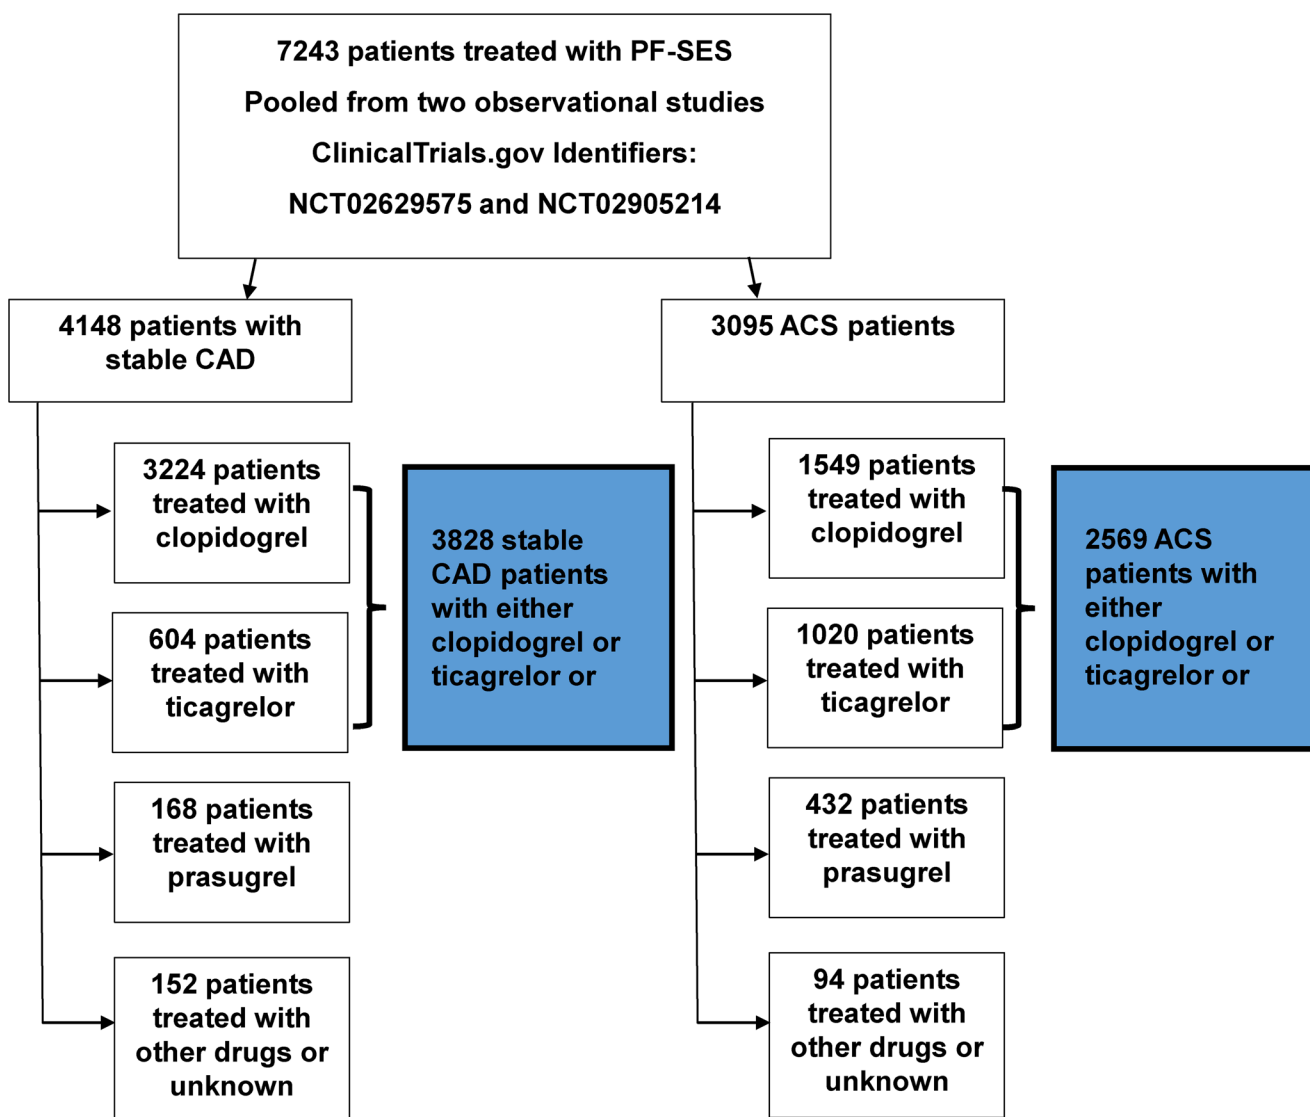 7243 patients treated with PF-SES
Pooled from two observational studies
ClinicalTrials.gov Identifiers:
NCT02629575 and NCT02905214
4148 patients with
stable CAD
3224 patients
treated with
clopidogrel
604 patients
treated with
ticagrelor
3828 stable
CAD patients
with either
clopidogrel or
ticagrelor or
168 patients
treated with
prasugrel
152 patients
treated with
other drugs or
unknown
3095 ACS patients
1549 patients
treated with
clopidogrel
1020 patients
treated with
ticagrelor
2569 ACS
patients with
either
clopidogrel or
ticagrelor or
432 patients
treated with
prasugrel
94 patients
treated with
other drugs or
unknown